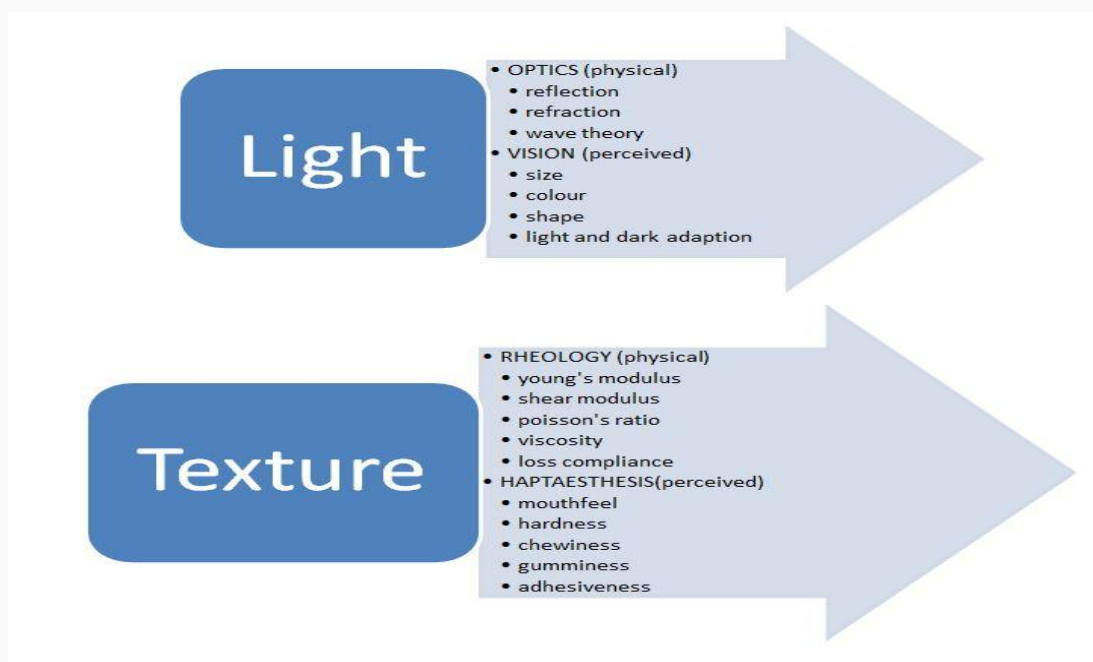 Light
• OPTICS (physical)
• reflection
• refraction
• wave theory
• VISION (perceived)
• size
• colour
• shape
• light and dark adaption
Texture
• RHEOLOGY (physical)
• young's modulus
• shear modulus
• poisson's ratio
• viscosity
• loss compliance
• HAPTAESTHESIS(perceived)
• mouthfeel
• hardness
• chewiness
• gumminess
• adhesiveness